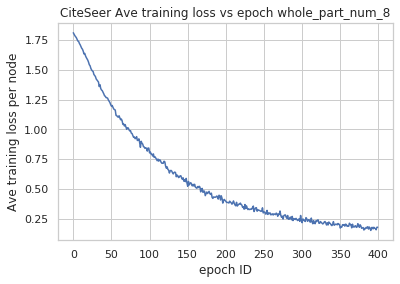 CiteSeer Ave training loss vs epoch whole_part_num_8
Ave training loss per node
1.75
1.50
1.25
1.00
0.75
0.50
0.25
0 50 100 150 200 250 300 350 400
epoch ID